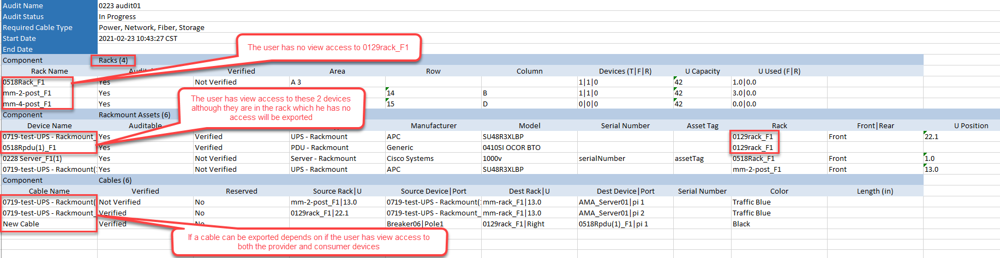 Audit Name 0223 audit01
Audit Status In Progress
Required Cable Type Power, Network, Fiber, Storage
Start Date 2021-02-23 10:43:27 CST
End Date
The user has no view access to 0129rack_F1
Component Racks (4)
Rack Name Verified Area Row Column Devices (T|F|R) U Capacity U Used (F|R)
0518Rack_F1 Yes Not Verified A 3 1|1|0 42 1.0|0.0
mm-2-post_F1 Yes 14 B 1|1|0 42 3.0|0.0
mm-4-post_F1 Yes 15 D 0|0|0 42 0.0|0.0
The user has view access to these 2 devices
although they are in the rack which he has no
access will be exported
Component Rackmount Assets (6)
Device Name Auditable Manufacturer Model Serial Number Asset Tag Rack Front|Rear U Position
0719-test-UPS - Rackmount_ Yes Verified UPS - Rackmount APC SU48R3XLBP 0129rack_F1 Front 22.1
0518Rpdu(1)_F1 Yes Verified PDU - Rackmount Generic 0410SI OCOR BTO 0129rack_F1
0228 Server_F1(1) Yes Not Verified Server - Rackmount Cisco Systems 1000v serialNumber assetTag 0518Rack_F1 Front 1.0
0719-test-UPS - Rackmount(1 Yes Not Verified UPS - Rackmount APC SU48R3XLBP mm-2-post_F1 Front 13.0
Component Cables (6)
Cable Name Verified Reserved Source Rack|U Source Device|Port Dest Rack|U Dest Device|Port Serial Number Color Length (in)
0719-test-UPS - Rackmount( Not Verified No mm-2-post_F1|13.0 0719-test-UPS - Rackmount(1 mm-rack_F1|13.0 AMA_Server01|pi 1 Traffic Blue
0719-test-UPS - Rackmount_ Verified No 0129rack_F1|22.1 0719-test-UPS - Rackmount_ mm-rack_F1|13.0 AMA_Server01|pi 2 Traffic Blue
New Cable Verified No Breaker06|Pole1 0129rack_F1|Right 0518Rpdu(1)_F1|pi 1 Black
If a cable can be exported depends on if the user has view access to
both the provider and consumer devices